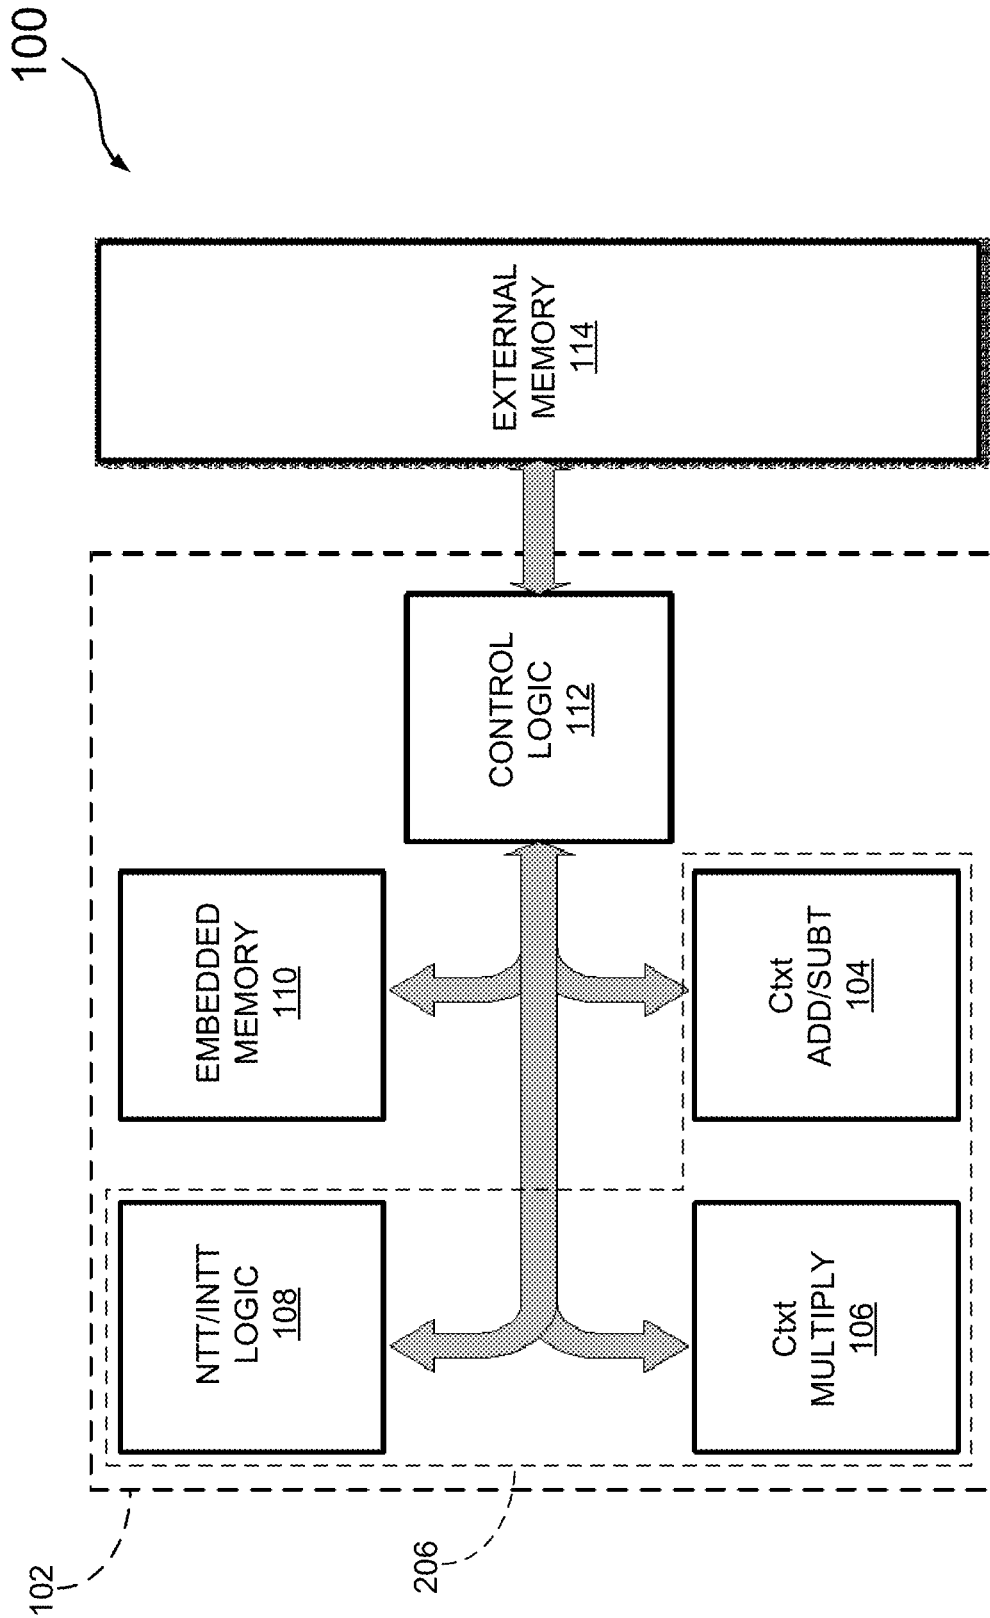 100
102
NTT/INTT
LOGIC
108
EMBEDDED
MEMORY
110
CONTROL
LOGIC
112
EXTERNAL
MEMORY
114
206
Ctxt
MULTIPLY
106
Ctxt
ADD/SUBT
104